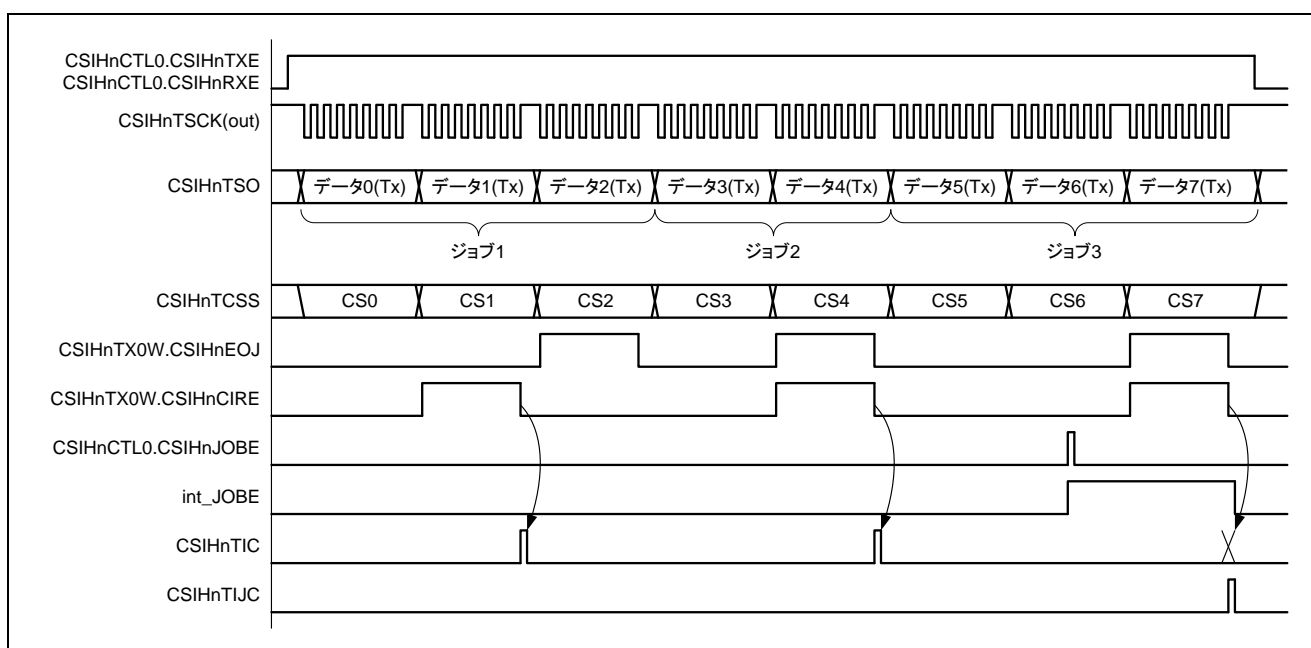 CSIHnCTL0.CSIHnTXE
CSIHnCTL0.CSIHnRXE
CSIHnTSCK(out)
CSIHnTSO
データ0(Tx) データ1(Tx) データ2(Tx) データ3(Tx) データ4(Tx) データ5(Tx) データ6(Tx) データ7(Tx)
ジョブ1 ジョブ2 ジョブ3
CSIHnTCSS
CS0 CS1 CS2 CS3 CS4 CS5 CS6 CS7
CSIHnTX0W.CSIHnEOJ
CSIHnTX0W.CSIHnCIRE
CSIHnCTL0.CSIHnJOBE
int_JOBE
CSIHnTIC
CSIHnTIJC